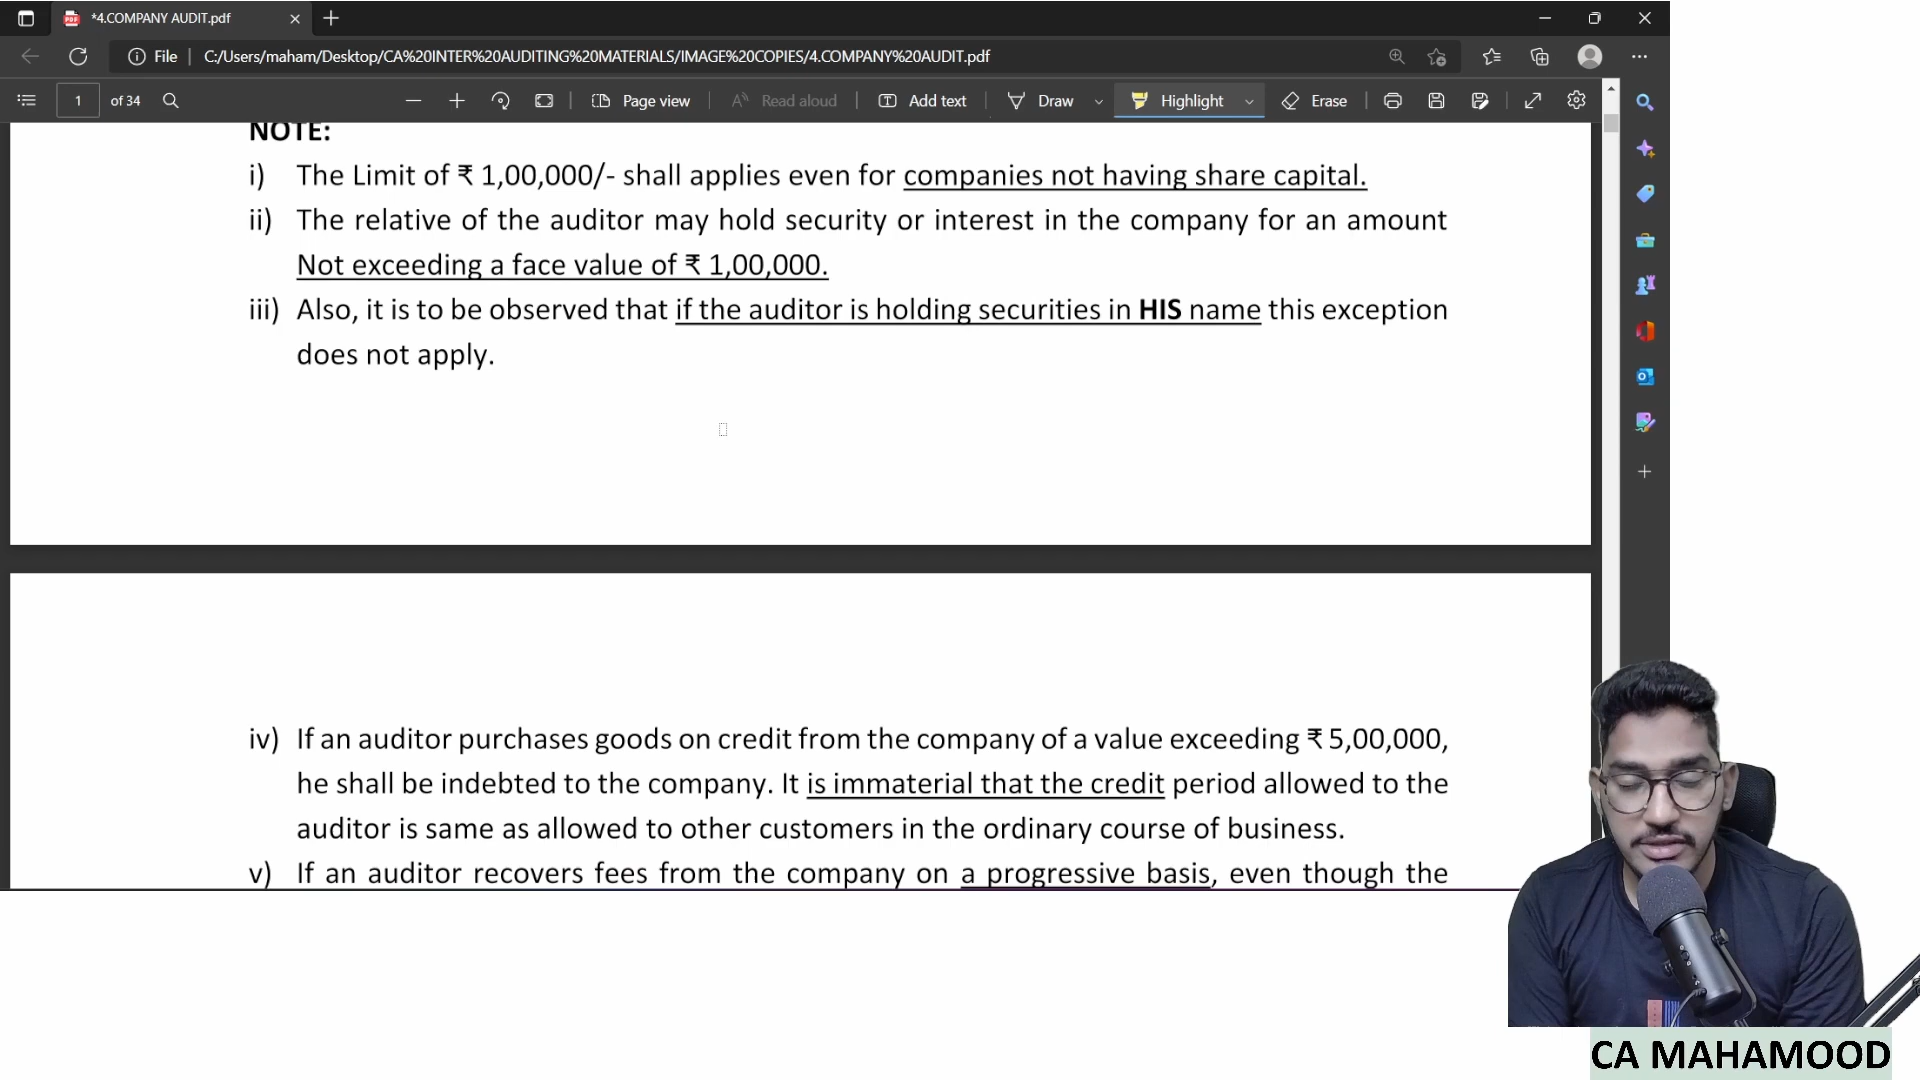 *4.COMPANY AUDIT.pdf
File
C:/Users/maham/Desktop/CA%20INTER%20AUDITING%20MATERIALS/IMAGE%20COPIES/4.COMPANY%20AUDIT.pdf
1 of 34
Page view
Read aloud
Add text
Draw
Highlight
Erase
NOTE:
i) The Limit of ₹ 1,00,000/- shall applies even for companies not having share capital.
ii) The relative of the auditor may hold security or interest in the company for an amount
Not exceeding a face value of ₹ 1,00,000.
iii) Also, it is to be observed that if the auditor is holding securities in HIS name this exception
does not apply.
iv) If an auditor purchases goods on credit from the company of a value exceeding ₹ 5,00,000,
he shall be indebted to the company. It is immaterial that the credit period allowed to the
auditor is same as allowed to other customers in the ordinary course of business.
v) If an auditor recovers fees from the company on a progressive basis, even though the
CA MAHAMOOD